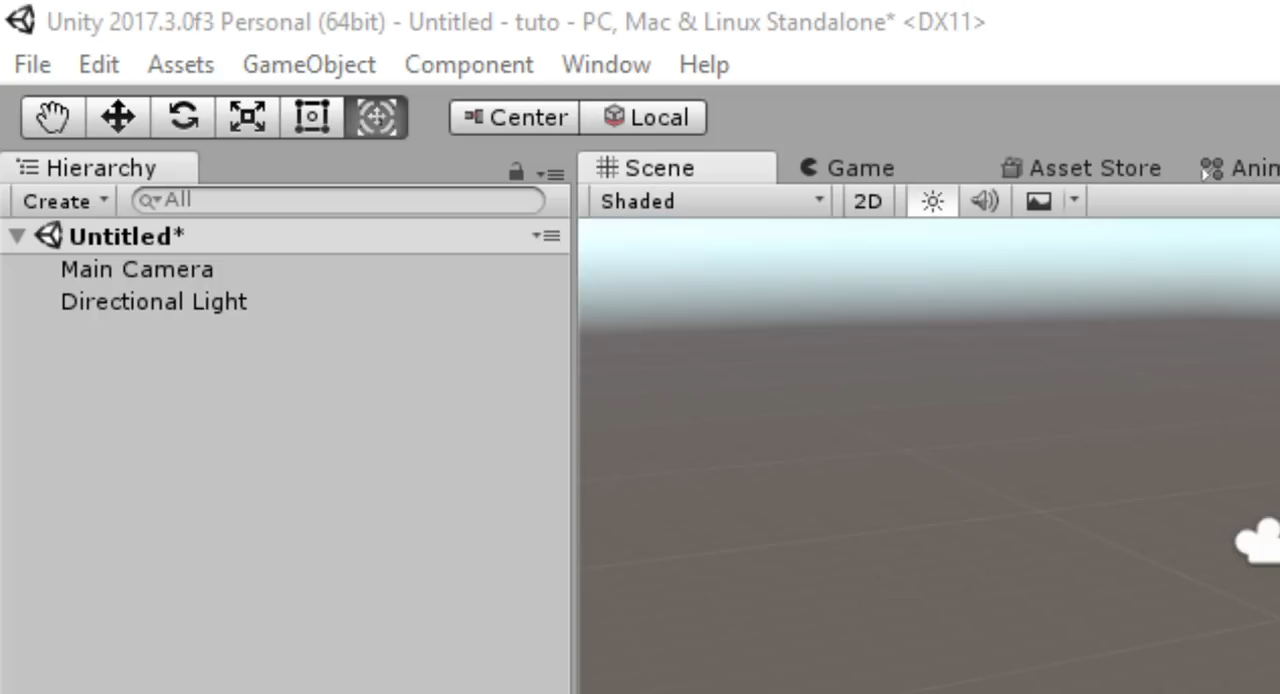 Unity 2017.3.0f3 Personal (64bit) - Untitled - tuto - PC, Mac & Linux Standalone* <DX11>
File Edit Assets GameObject Component Window Help
Center Local
Hierarchy Scene Game Asset Store Anim
Create All Shaded 2D
Untitled*
Main Camera
Directional Light